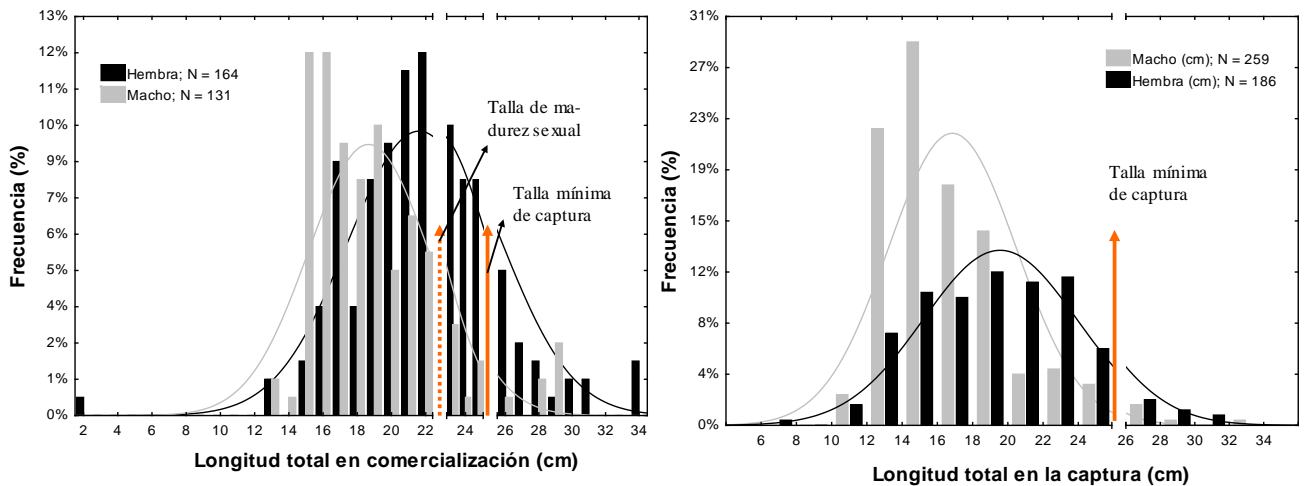 13%
12%
11%
10%
9%
8%
7%
6%
5%
4%
2%
1%
0%
Frecuencia (%)
Hembra; N = 164
Macho; N = 131
Talla de ma-
durez sexual
Talla mínima
de captura
2 4 6 8 10 12 14 16 18 20 22 24 26 28 30 32 34
Longitud total en comercialización (cm)
31%
27%
23%
19%
15%
12%
8%
4%
0%
Frecuencia (%)
Macho (cm); N = 259
Hembra (cm); N = 186
Talla mínima
de captura
6 8 10 12 14 16 18 20 22 24 26 28 30 32 34
Longitud total en la captura (cm)